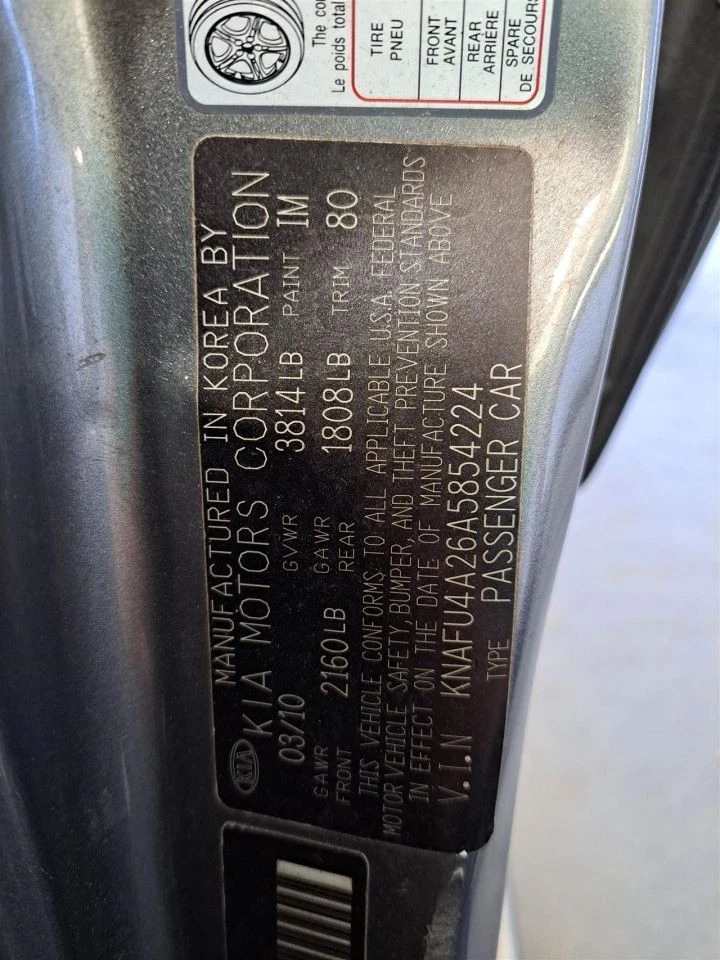 The co
Le poids total
TIRE
PNEU
FRONT
AVANT
REAR
ARRIERE
SPARE
DE SECOURS
MANUFACTURED IN KOREA BY
KIA KIA MOTORS CORPORATION
03/10 GVWR 3814LB PAINT IM
GAWR FRONT 2160LB GAWR REAR 1808LB TRIM 80
THIS VEHICLE CONFORMS TO ALL APPLICABLE U.S.A. FEDERAL
MOTOR VEHICLE SAFETY, BUMPER, AND THEFT PREVENTION STANDARDS
IN EFFECT ON THE DATE OF MANUFACTURE SHOWN ABOVE
V.I.N KNAFU4A26A5854224
TYPE PASSENGER CAR